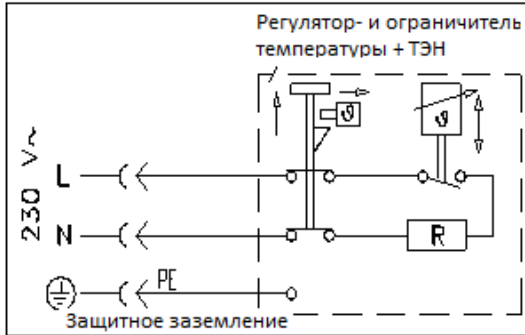 Регулятор- и ограничитель
температуры + ТЭН
ϑ
ϑ
230 V~
L
N
R
PE
Защитное заземление